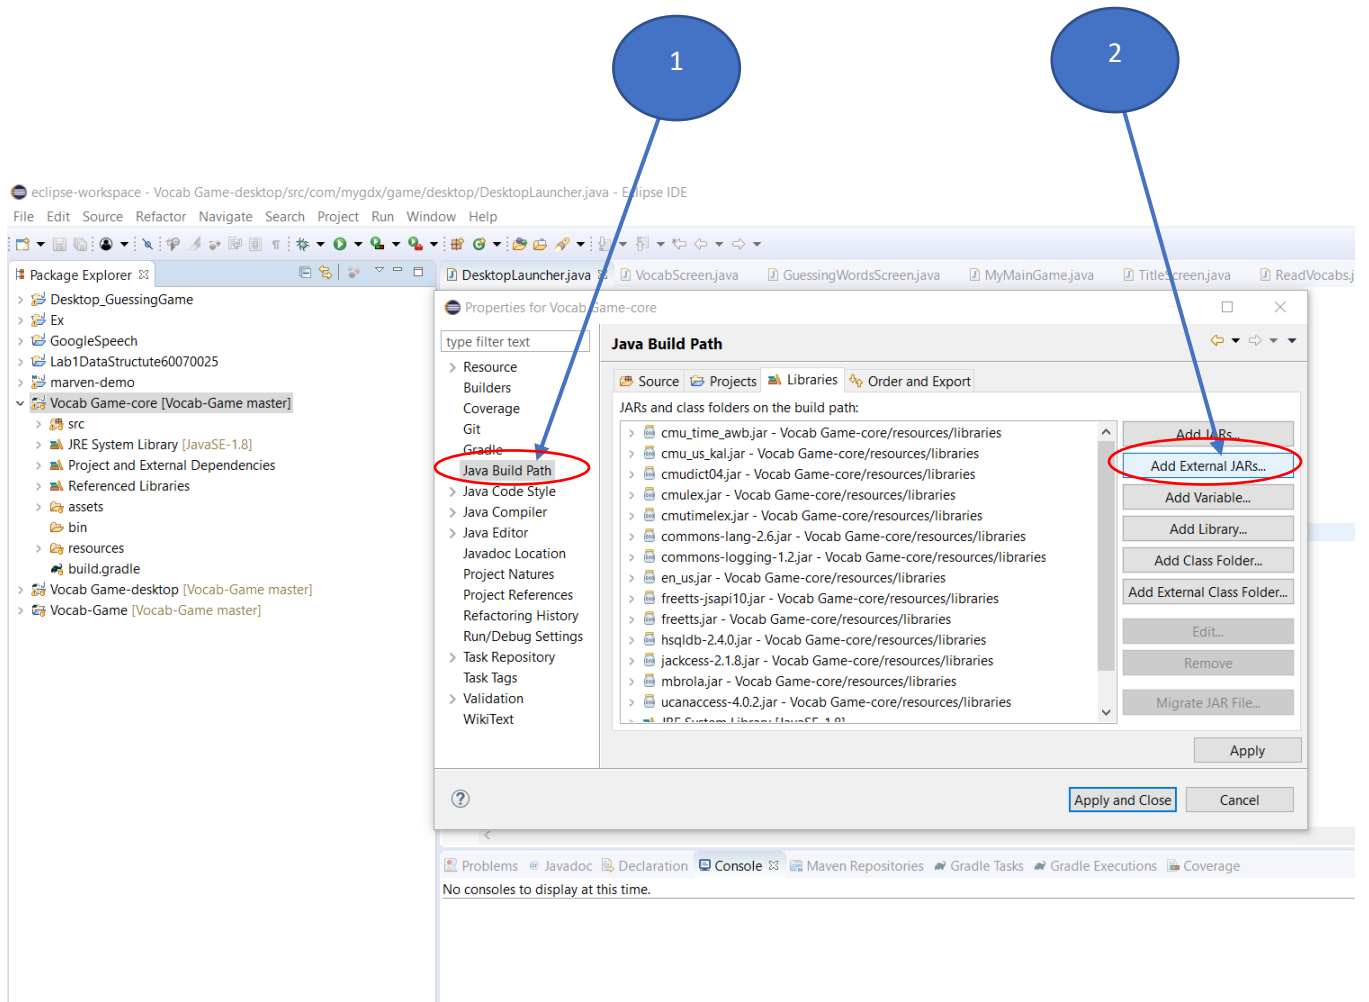 1
2
eclipse-workspace - Vocab Game-desktop/src/com/mygdx/game/desktop/DesktopLauncher.java - Eclipse IDE
File Edit Source Refactor Navigate Search Project Run Window Help
Package Explorer
DesktopLauncher.java VocabScreen.java GuessingWordsScreen.java MyMainGame.java TitleScreen.java ReadVocabs.j
Desktop_GuessingGame
Ex
GoogleSpeech
Lab1DataStructute60070025
marven-demo
Vocab Game-core [Vocab-Game master]
src
JRE System Library [JavaSE-1.8]
Project and External Dependencies
Referenced Libraries
assets
bin
resources
build.gradle
Vocab Game-desktop [Vocab-Game master]
Vocab-Game [Vocab-Game master]
Properties for Vocab Game-core
type filter text
Resource
Builders
Coverage
Git
Gradle
Java Build Path
Java Code Style
Java Compiler
Java Editor
Javadoc Location
Project Natures
Project References
Refactoring History
Run/Debug Settings
Task Repository
Task Tags
Validation
WikiText
Java Build Path
Source Projects Libraries Order and Export
JARs and class folders on the build path:
cmu_time_awb.jar - Vocab Game-core/resources/libraries
cmu_us_kal.jar - Vocab Game-core/resources/libraries
cmudict04.jar - Vocab Game-core/resources/libraries
cmulex.jar - Vocab Game-core/resources/libraries
cmutimelex.jar - Vocab Game-core/resources/libraries
commons-lang-2.6.jar - Vocab Game-core/resources/libraries
commons-logging-1.2.jar - Vocab Game-core/resources/libraries
en_us.jar - Vocab Game-core/resources/libraries
freetts-jsapi10.jar - Vocab Game-core/resources/libraries
freetts.jar - Vocab Game-core/resources/libraries
hsqldb-2.4.0.jar - Vocab Game-core/resources/libraries
jackcess-2.1.8.jar - Vocab Game-core/resources/libraries
mbrola.jar - Vocab Game-core/resources/libraries
ucanaccess-4.0.2.jar - Vocab Game-core/resources/libraries
JRE System Library [JavaSE-1.8]
Add JARs...
Add External JARs...
Add Variable...
Add Library...
Add Class Folder...
Add External Class Folder...
Edit...
Remove
Migrate JAR File...
Apply
Apply and Close Cancel
Problems Javadoc Declaration Console Maven Repositories Gradle Tasks Gradle Executions Coverage
No consoles to display at this time.